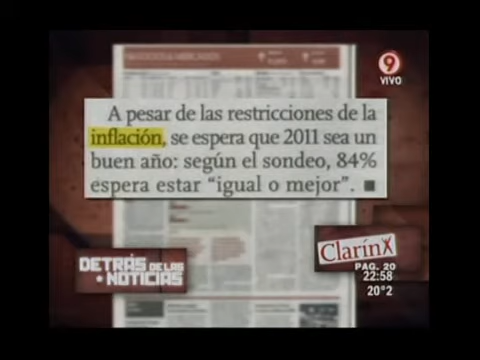 9
VIVO
A pesar de las restricciones de la
inflación, se espera que 2011 sea un
buen año: según el sondeo, 84%
espera estar “igual o mejor”. ■
DETRÁS DE LAS
NOTICIAS
Clarín
PAG. 20
22:58
20°2